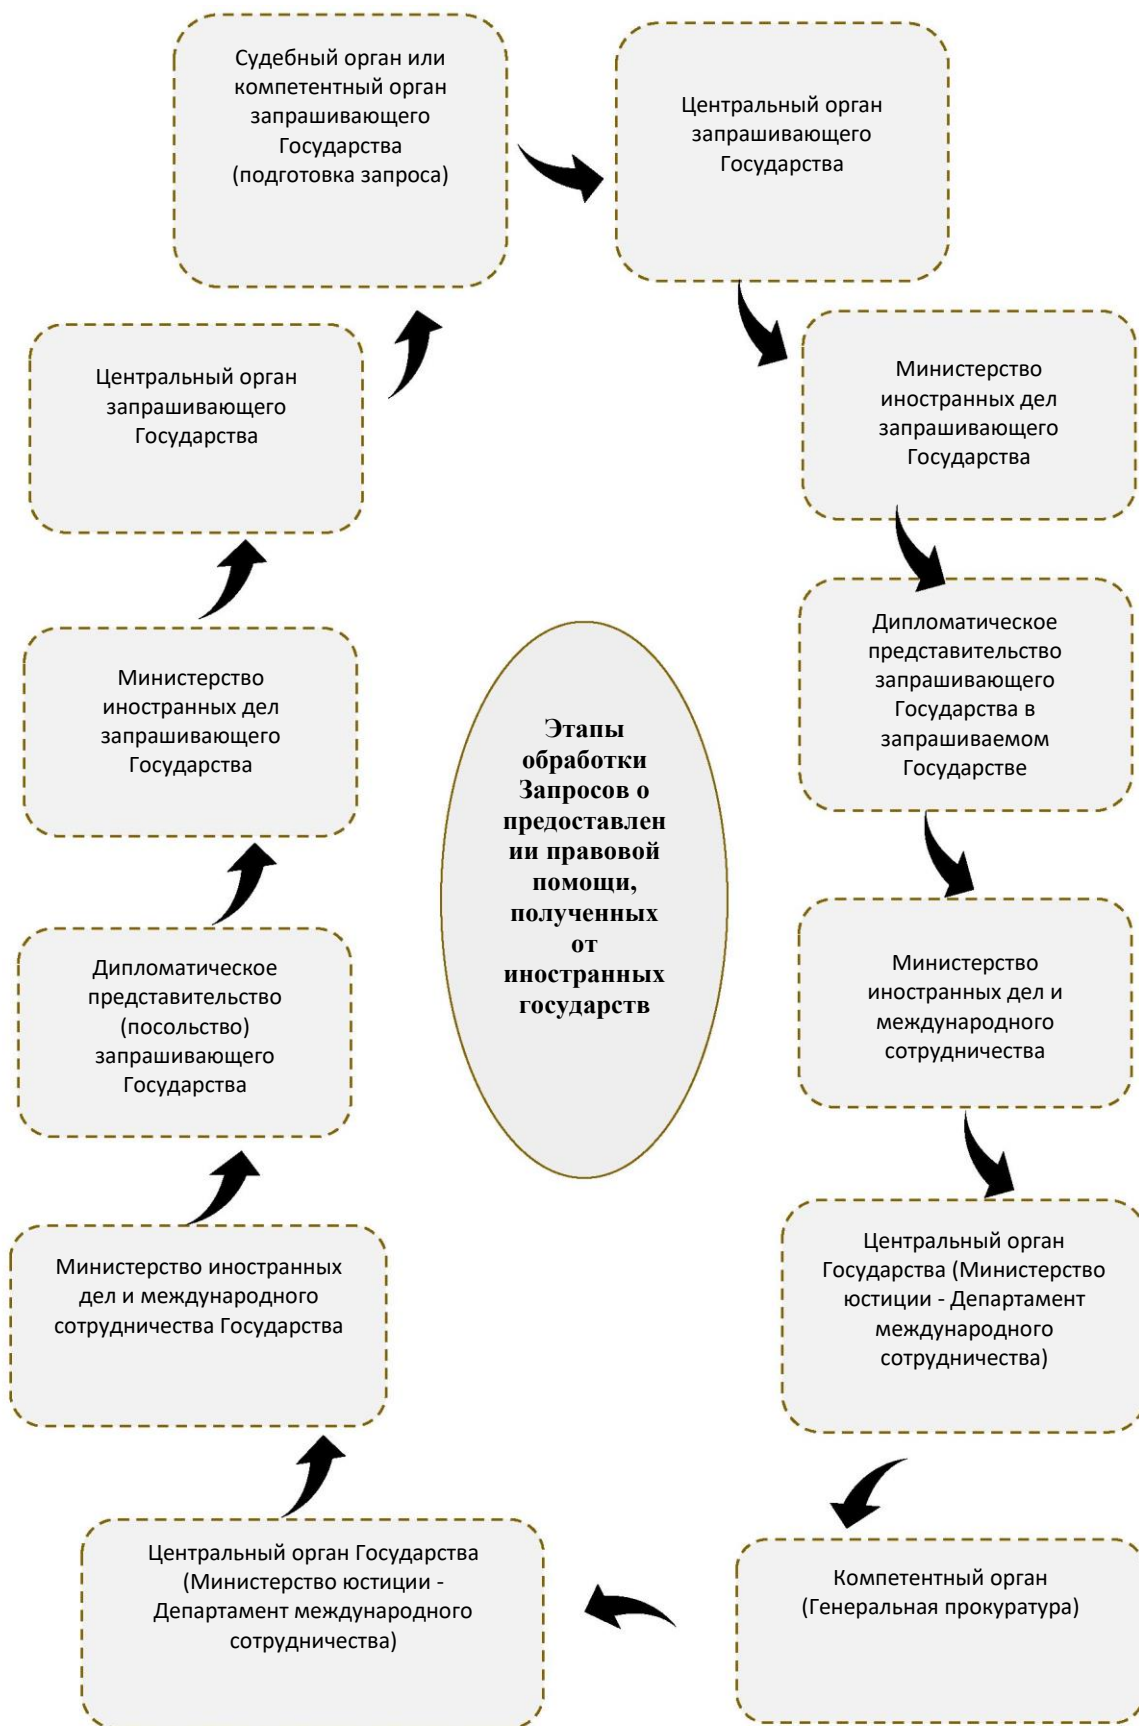 Судебный орган или
компетентный орган
запрашивающего
Государства
(подготовка запроса)
Центральный орган
запрашивающего
Государства
Министерство
иностранных дел
запрашивающего
Государства
Дипломатическое
представительство
запрашивающего
Государства в
запрашиваемом
Государстве
Министерство
иностранных дел и
международного
сотрудничества
Центральный орган
Государства (Министерство
юстиции - Департамент
международного
сотрудничества)
Компетентный орган
(Генеральная прокуратура)
Центральный орган Государства
(Министерство юстиции -
Департамент международного
сотрудничества)
Министерство иностранных
дел и международного
сотрудничества Государства
Дипломатическое
представительство
(посольство)
запрашивающего
Государства
Министерство
иностранных дел
запрашивающего
Государства
Центральный орган
запрашивающего
Государства
Этапы
обработки
Запросов о
предоставлен
ии правовой
помощи,
полученных
от
иностранных
государств